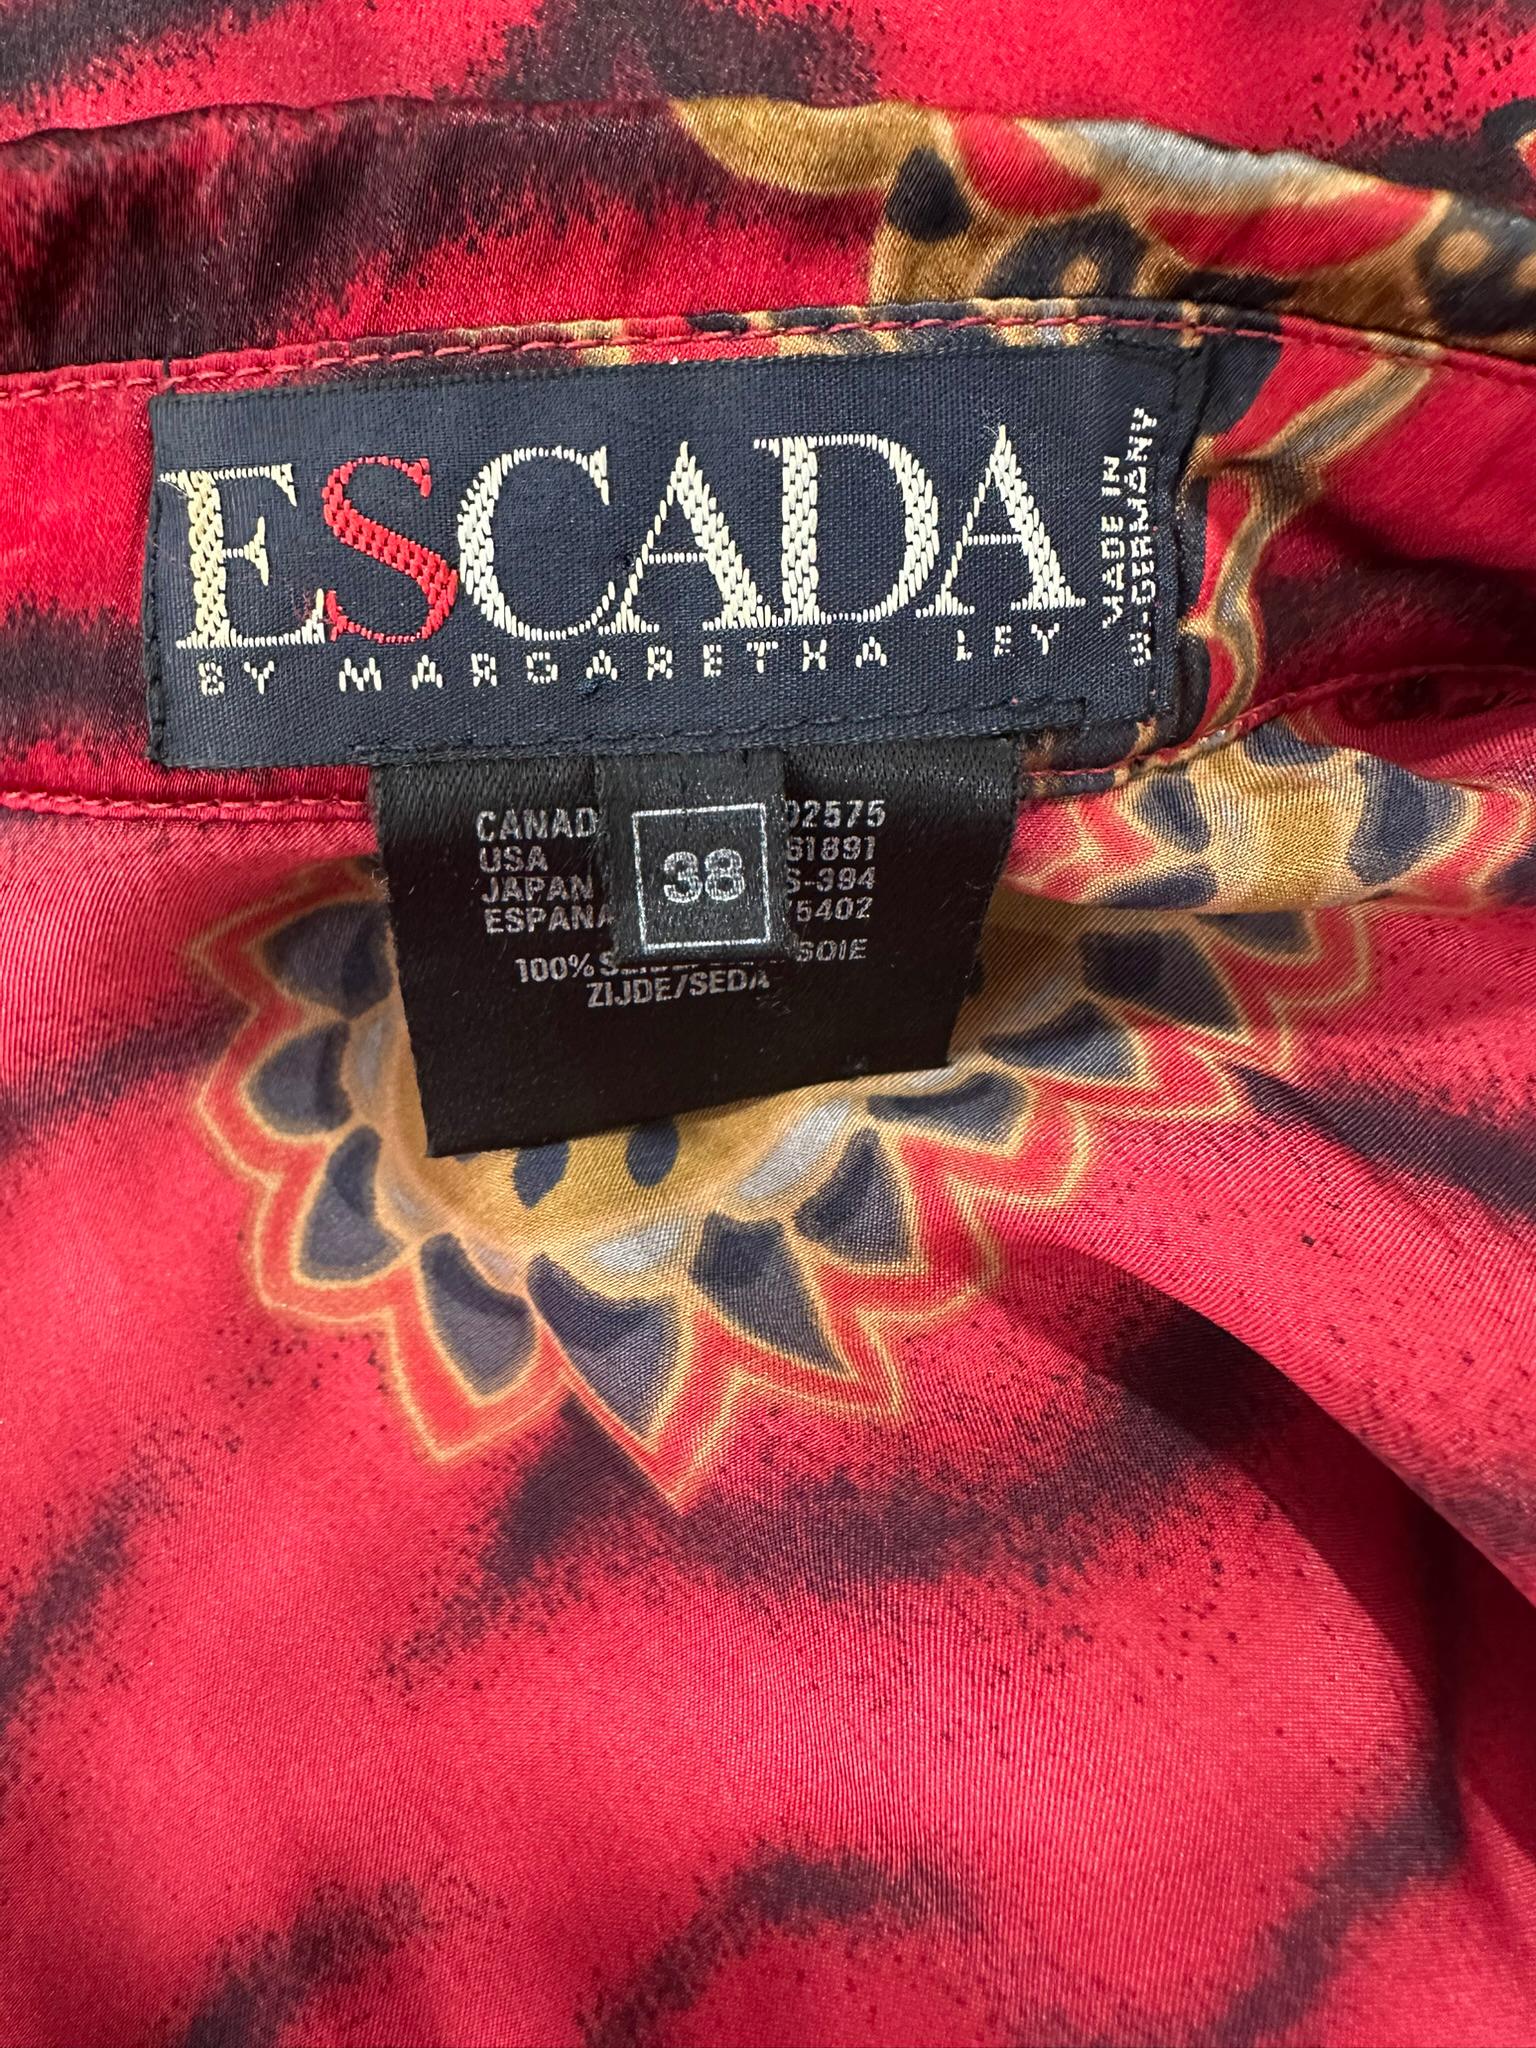 ESCADA
BY MARGARETHA LEY
MADE IN
W.-GERMANY
38
CANAD 02575
USA 61891
JAPAN S-394
ESPANA 75402
100% SOIE
ZIJDE/SEDA